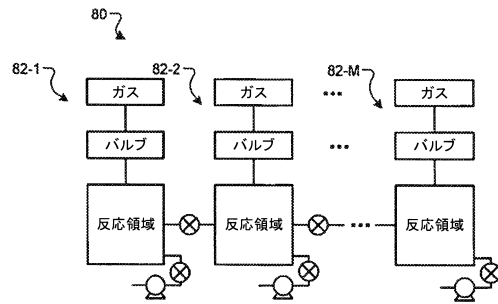 80
82-1 82-2 82-M
ガス ガス ... ガス
バルブ バルブ ... バルブ
反応領域 反応領域 ... 反応領域